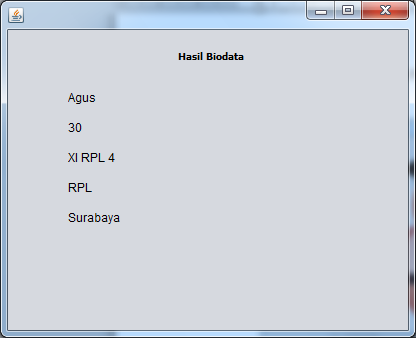 Hasil Biodata
Agus
30
XI RPL 4
RPL
Surabaya